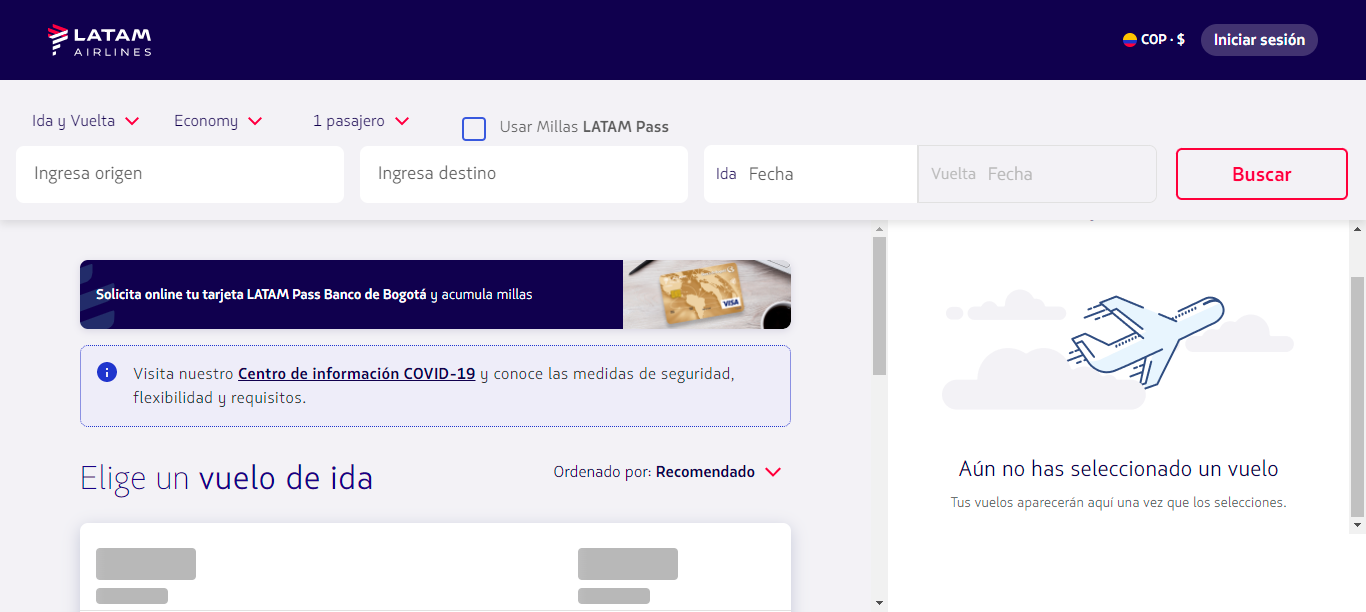 LATAM
AIRLINES
COP · $
Iniciar sesión
Ida y Vuelta
Economy
1 pasajero
Usar Millas LATAM Pass
Ingresa origen
Ingresa destino
Ida Fecha
Vuelta Fecha
Buscar
Solicita online tu tarjeta LATAM Pass Banco de Bogotá y acumula millas
VISA
Visita nuestro Centro de información COVID-19 y conoce las medidas de seguridad,
flexibilidad y requisitos.
Elige un vuelo de ida
Ordenado por: Recomendado
Aún no has seleccionado un vuelo
Tus vuelos aparecerán aquí una vez que los selecciones.